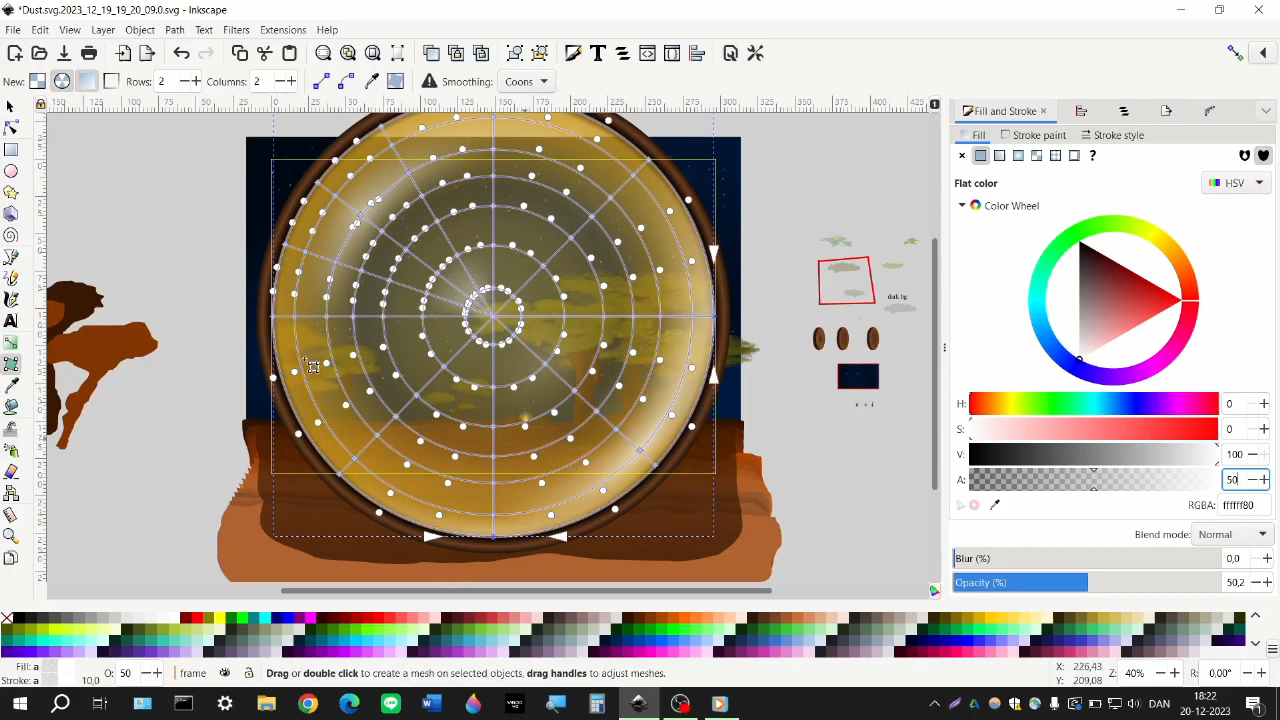 *Dust.svg.2023_12_19_19_20_09.0.svg - Inkscape
File Edit View Layer Object Path Filters Extensions Help
New: Rows: 2 Columns: 2 Smoothing: Coons
Fill and Stroke
Fill Stroke paint Stroke style
Flat color HSV
Color Wheel
dark bg
H: 0
S: 0
V: 100
A: 50
RGBA: ffffff80
Blend mode: Normal
Blur (%) 0,0
Opacity (%) 50,2
Fill: a
Stroke: a 10,0 O: 50 frame Drag or double click to create a mesh on selected objects, drag handles to adjust meshes. X: 226,43 Y: 209,08 Z: 40% R: 0,00°
DAN 18:22
20-12-2023